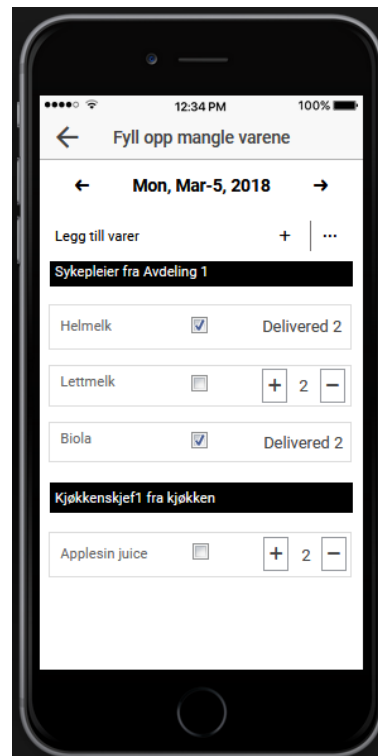 12:34 PM 100%
Fyll opp mangle varene
Mon, Mar-5, 2018
Legg till varer + ...
Sykepleier fra Avdeling 1
Helmelk Delivered 2
Lettmelk + 2 −
Biola Delivered 2
Kjøkkenskjef1 fra kjøkken
Applesin juice + 2 −